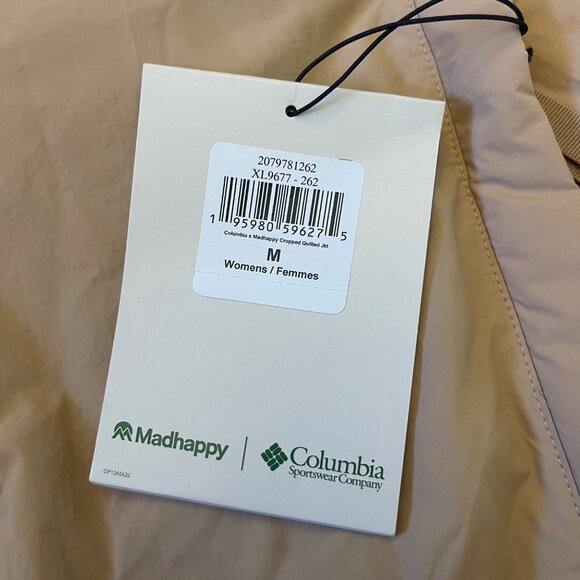 2079781262
XL9677 - 262
1 95980 59627 5
Columbia x Madhappy Cropped Quilted Jkt
M
Womens / Femmes
Madhappy | Columbia
Sportswear Company
OP1365622